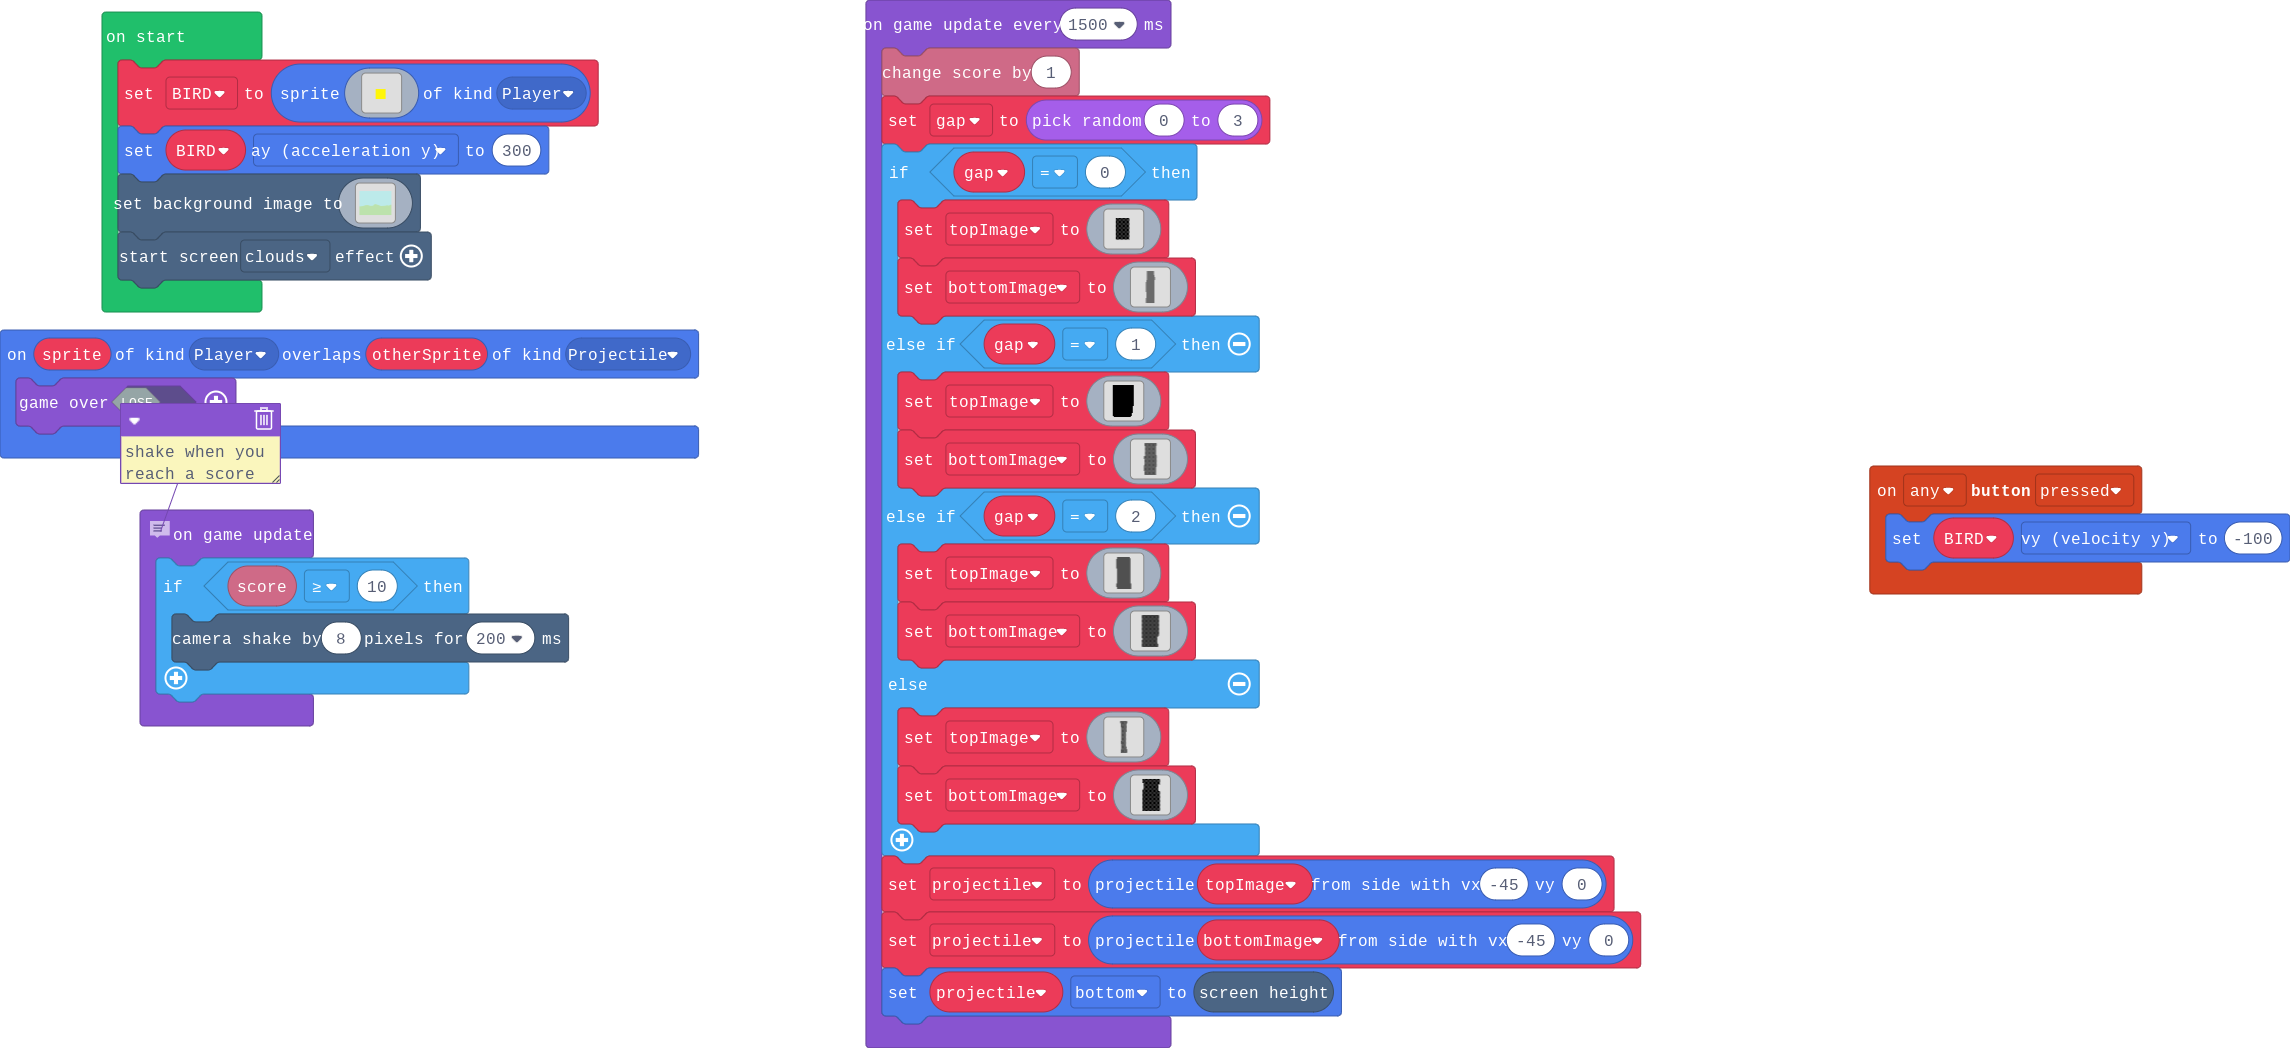 on start
set BIRD to sprite of kind Player
set BIRD ay (acceleration y) to 300
set background image to
start screen clouds effect
on sprite of kind Player overlaps otherSprite of kind Projectile
game over LOSE
shake when you
reach a score
on game update
if score ≥ 10 then
camera shake by 8 pixels for 200 ms
on game update every 1500 ms
change score by 1
set gap to pick random 0 to 3
if gap = 0 then
set topImage to
set bottomImage to
else if gap = 1 then
set topImage to
set bottomImage to
else if gap = 2 then
set topImage to
set bottomImage to
else
set topImage to
set bottomImage to
set projectile to projectile topImage from side with vx -45 vy 0
set projectile to projectile bottomImage from side with vx -45 vy 0
set projectile bottom to screen height
on any button pressed
set BIRD vy (velocity y) to -100